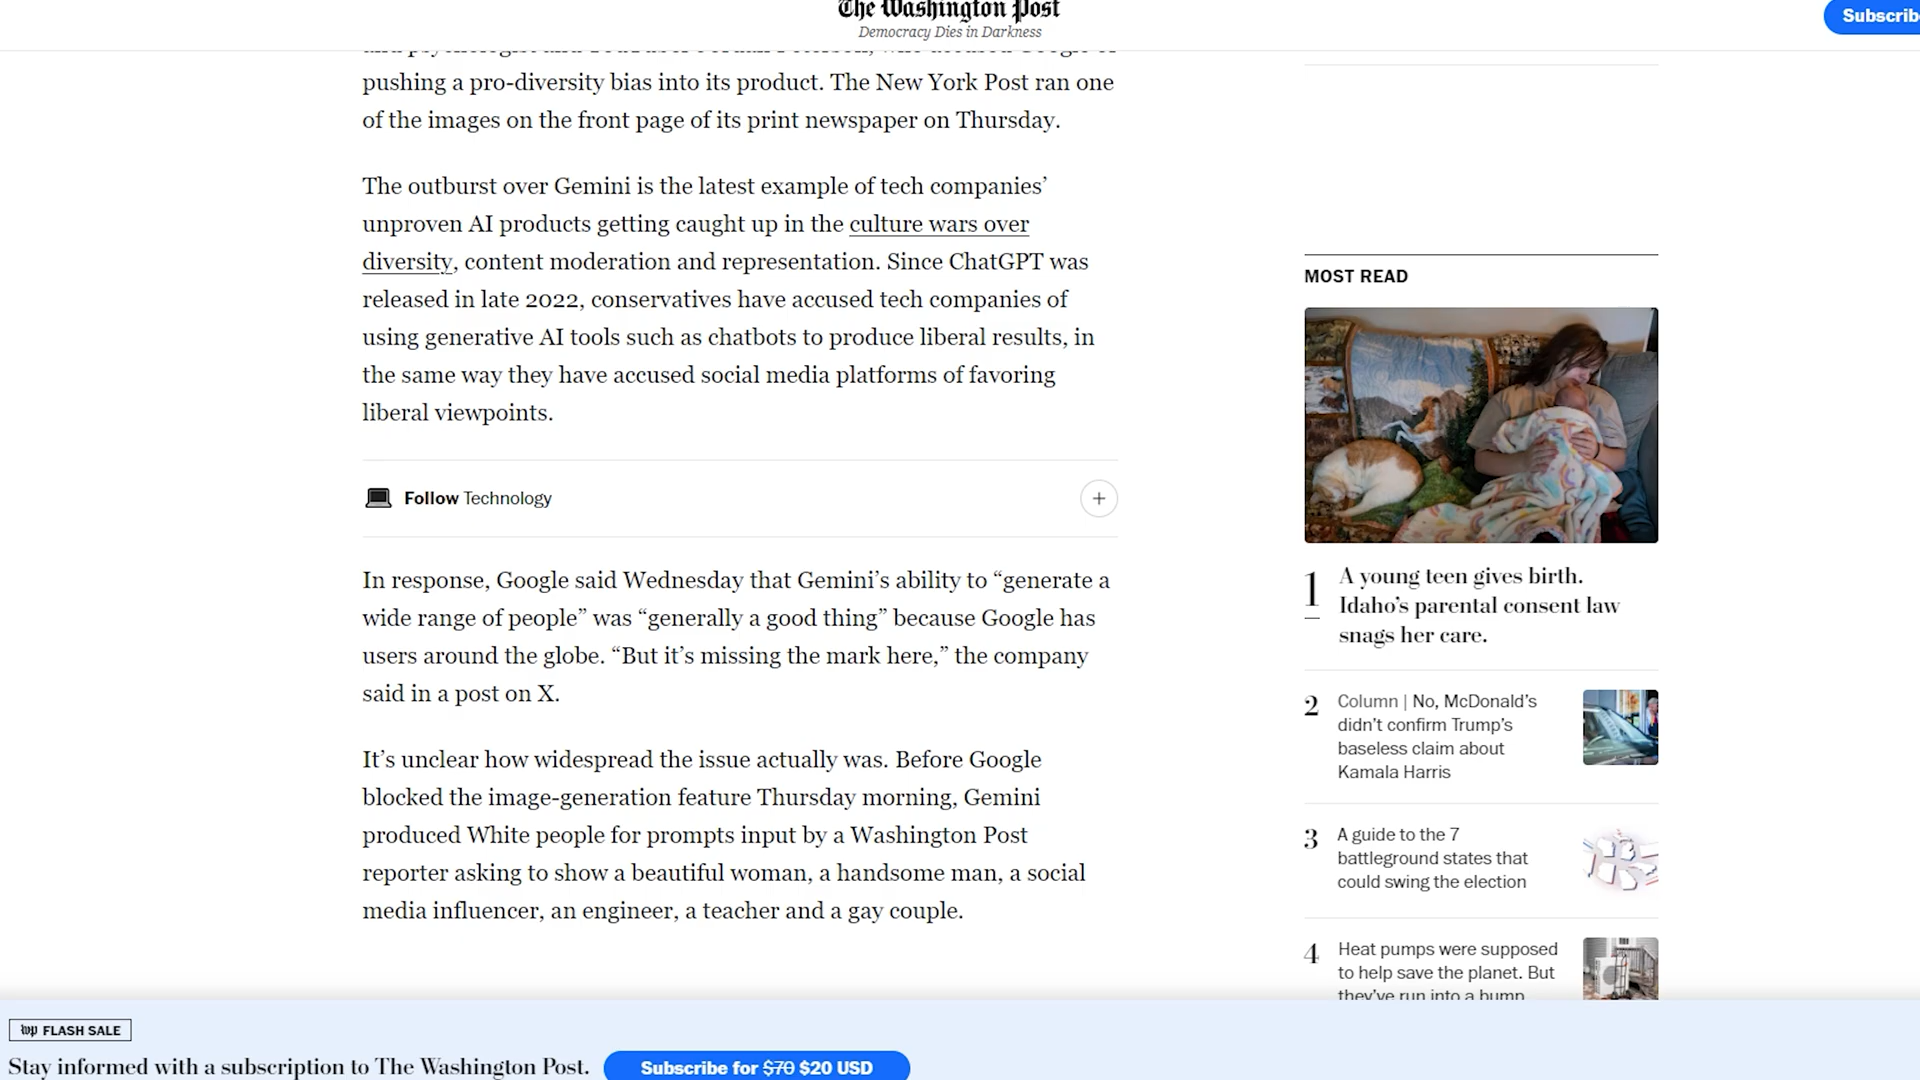 The Washington Post
Democracy Dies in Darkness
Subscrib
pushing a pro-diversity bias into its product. The New York Post ran one
of the images on the front page of its print newspaper on Thursday.
The outburst over Gemini is the latest example of tech companies’
unproven AI products getting caught up in the culture wars over
diversity, content moderation and representation. Since ChatGPT was
released in late 2022, conservatives have accused tech companies of
using generative AI tools such as chatbots to produce liberal results, in
the same way they have accused social media platforms of favoring
liberal viewpoints.
Follow Technology
In response, Google said Wednesday that Gemini’s ability to “generate a
wide range of people” was “generally a good thing” because Google has
users around the globe. “But it’s missing the mark here,” the company
said in a post on X.
It’s unclear how widespread the issue actually was. Before Google
blocked the image-generation feature Thursday morning, Gemini
produced White people for prompts input by a Washington Post
reporter asking to show a beautiful woman, a handsome man, a social
media influencer, an engineer, a teacher and a gay couple.
MOST READ
1
A young teen gives birth.
Idaho’s parental consent law
snags her care.
2
Column | No, McDonald’s
didn’t confirm Trump’s
baseless claim about
Kamala Harris
3
A guide to the 7
battleground states that
could swing the election
4
Heat pumps were supposed
to help save the planet. But
they’ve run into a bump
wp FLASH SALE
Stay informed with a subscription to The Washington Post.
Subscribe for $70 $20 USD